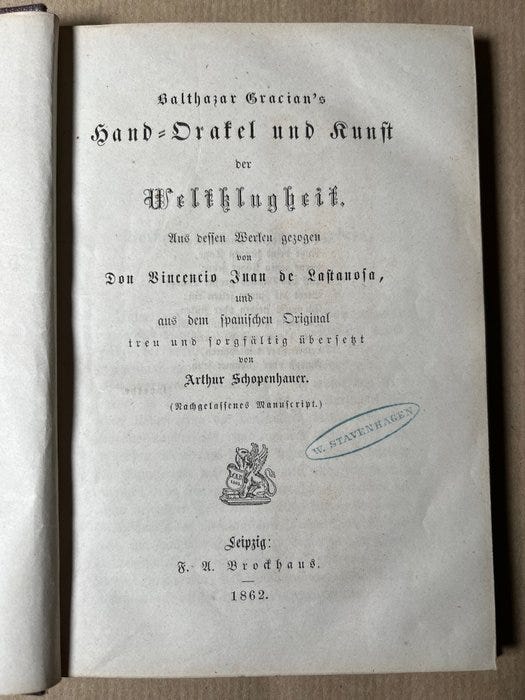 Balthazar Gracian's
Hand-Orakel und Kunst
der
Weltklugheit,
Aus dessen Werken gezogen
von
Don Vincencio Juan de Lastanosa,
und
aus dem spanischen Original
treu und sorgfältig übersetzt
von
Arthur Schopenhauer.
(Nachgelassenes Manuscript.)
W. STAVENHAGEN
Leipzig:
F. A. Brockhaus.
1862.